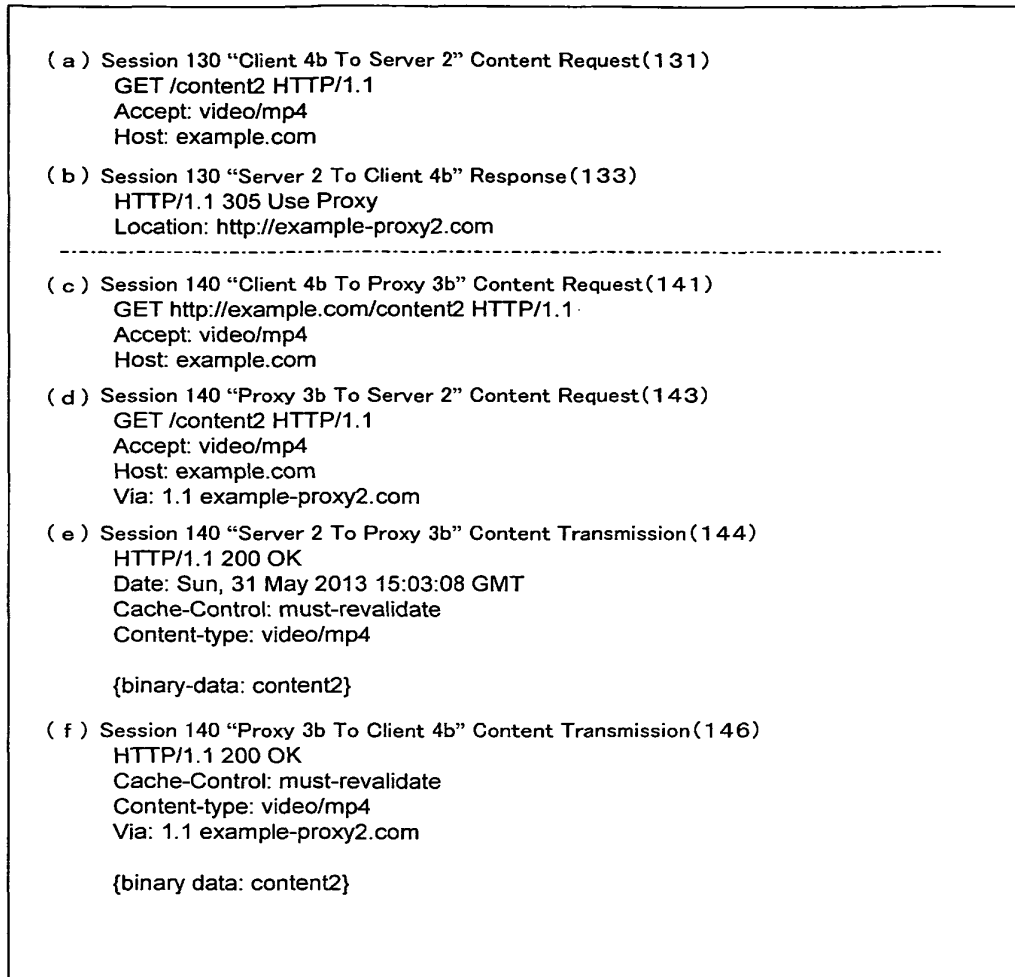 ( a ) Session 130 “Client 4b To Server 2” Content Request(131)
GET /content2 HTTP/1.1
Accept: video/mp4
Host: example.com
( b ) Session 130 “Server 2 To Client 4b” Response(133)
HTTP/1.1 305 Use Proxy
Location: http://example-proxy2.com
( c ) Session 140 “Client 4b To Proxy 3b” Content Request(141)
GET http://example.com/content2 HTTP/1.1
Accept: video/mp4
Host: example.com
( d ) Session 140 “Proxy 3b To Server 2” Content Request(143)
GET /content2 HTTP/1.1
Accept: video/mp4
Host: example.com
Via: 1.1 example-proxy2.com
( e ) Session 140 “Server 2 To Proxy 3b” Content Transmission(144)
HTTP/1.1 200 OK
Date: Sun, 31 May 2013 15:03:08 GMT
Cache-Control: must-revalidate
Content-type: video/mp4
{binary-data: content2}
( f ) Session 140 “Proxy 3b To Client 4b” Content Transmission(146)
HTTP/1.1 200 OK
Cache-Control: must-revalidate
Content-type: video/mp4
Via: 1.1 example-proxy2.com
{binary data: content2}